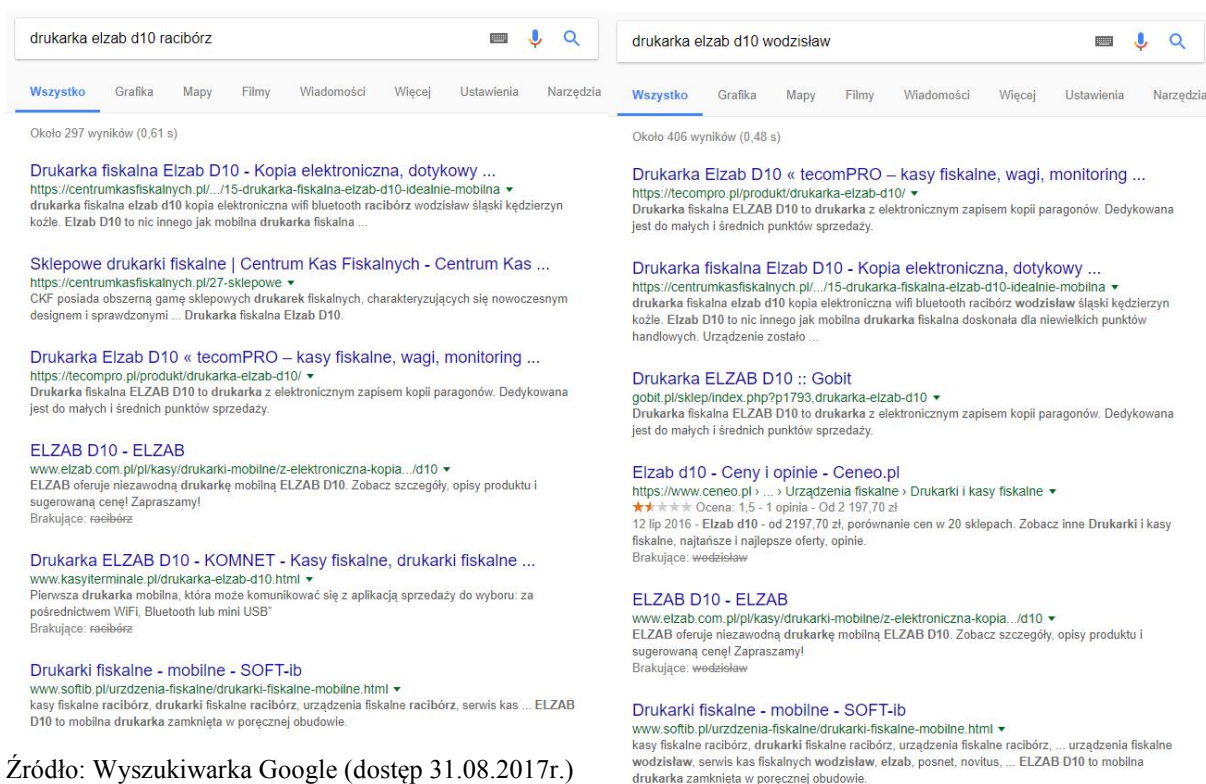 drukarka elzab d10 racibórz
Wszystko Grafika Mapy Filmy Wiadomości Więcej Ustawienia Narzędzia
Około 297 wyników (0,61 s)
Drukarka fiskalna Elzab D10 - Kopia elektroniczna, dotykowy ...
https://centrumkasfiskalnych.pl/.../15-drukarka-fiskalna-elzab-d10-idealnie-mobilna
drukarka fiskalna elzab d10 kopia elektroniczna wifi bluetooth racibórz wodzisław śląski kędzierzyn
koźle. Elzab D10 to nic innego jak mobilna drukarka fiskalna ...
Sklepowe drukarki fiskalne | Centrum Kas Fiskalnych - Centrum Kas ...
https://centrumkasfiskalnych.pl/27-sklepowe
CKF posiada obszerną gamę sklepowych drukarek fiskalnych, charakteryzujących się nowoczesnym
designem i sprawdzonymi ... Drukarka fiskalna Elzab D10.
Drukarka Elzab D10 « tecomPRO – kasy fiskalne, wagi, monitoring ...
https://tecompro.pl/produkt/drukarka-elzab-d10/
Drukarka fiskalna ELZAB D10 to drukarka z elektronicznym zapisem kopii paragonów. Dedykowana
jest do małych i średnich punktów sprzedaży.
ELZAB D10 - ELZAB
www.elzab.com.pl/pl/kasy/drukarki-mobilne/z-elektroniczna-kopia.../d10
ELZAB oferuje niezawodną drukarkę mobilną ELZAB D10. Zobacz szczegóły, opisy produktu i
sugerowaną cenę! Zapraszamy!
Brakujące: racibórz
Drukarka ELZAB D10 - KOMNET - Kasy fiskalne, drukarki fiskalne ...
www.kasyiterminale.pl/drukarka-elzab-d10.html
Pierwsza drukarka mobilna, która może komunikować się z aplikacją sprzedaży do wyboru: za
pośrednictwem WiFi, Bluetooth lub mini USB”
Brakujące: racibórz
Drukarki fiskalne - mobilne - SOFT-ib
www.softib.pl/urzdzenia-fiskalne/drukarki-fiskalne-mobilne.html
kasy fiskalne racibórz, drukarki fiskalne racibórz, urządzenia fiskalne racibórz, serwis kas ... ELZAB
D10 to mobilna drukarka zamknięta w poręcznej obudowie.
drukarka elzab d10 wodzisław
Wszystko Grafika Mapy Filmy Wiadomości Więcej Ustawienia Narzędzia
Około 406 wyników (0,48 s)
Drukarka Elzab D10 « tecomPRO – kasy fiskalne, wagi, monitoring ...
https://tecompro.pl/produkt/drukarka-elzab-d10/
Drukarka fiskalna ELZAB D10 to drukarka z elektronicznym zapisem kopii paragonów. Dedykowana
jest do małych i średnich punktów sprzedaży.
Drukarka fiskalna Elzab D10 - Kopia elektroniczna, dotykowy ...
https://centrumkasfiskalnych.pl/.../15-drukarka-fiskalna-elzab-d10-idealnie-mobilna
drukarka fiskalna elzab d10 kopia elektroniczna wifi bluetooth racibórz wodzisław śląski kędzierzyn
koźle. Elzab D10 to nic innego jak mobilna drukarka fiskalna doskonała dla niewielkich punktów
handlowych. Urządzenie zostało ...
Drukarka ELZAB D10 :: Gobit
gobit.pl/sklep/index.php?p1793,drukarka-elzab-d10
Drukarka fiskalna ELZAB D10 to drukarka z elektronicznym zapisem kopii paragonów. Dedykowana
jest do małych i średnich punktów sprzedaży.
Elzab d10 - Ceny i opinie - Ceneo.pl
https://www.ceneo.pl › ... › Urządzenia fiskalne › Drukarki i kasy fiskalne
Ocena: 1,5 - 1 opinia - Od 2 197,70 zł
12 lip 2016 - Elzab d10 - od 2197,70 zł, porównanie cen w 20 sklepach. Zobacz inne Drukarki i kasy
fiskalne, najtańsze i najlepsze oferty, opinie.
Brakujące: wodzisław
ELZAB D10 - ELZAB
www.elzab.com.pl/pl/kasy/drukarki-mobilne/z-elektroniczna-kopia.../d10
ELZAB oferuje niezawodną drukarkę mobilną ELZAB D10. Zobacz szczegóły, opisy produktu i
sugerowaną cenę! Zapraszamy!
Brakujące: wodzisław
Drukarki fiskalne - mobilne - SOFT-ib
www.softib.pl/urzdzenia-fiskalne/drukarki-fiskalne-mobilne.html
kasy fiskalne racibórz, drukarki fiskalne racibórz, urządzenia fiskalne racibórz, ... urządzenia fiskalne
wodzisław, serwis kas fiskalnych wodzisław, elzab, posnet, novitus, ... ELZAB D10 to mobilna
drukarka zamknięta w poręcznej obudowie.
Źródło: Wyszukiwarka Google (dostęp 31.08.2017r.)